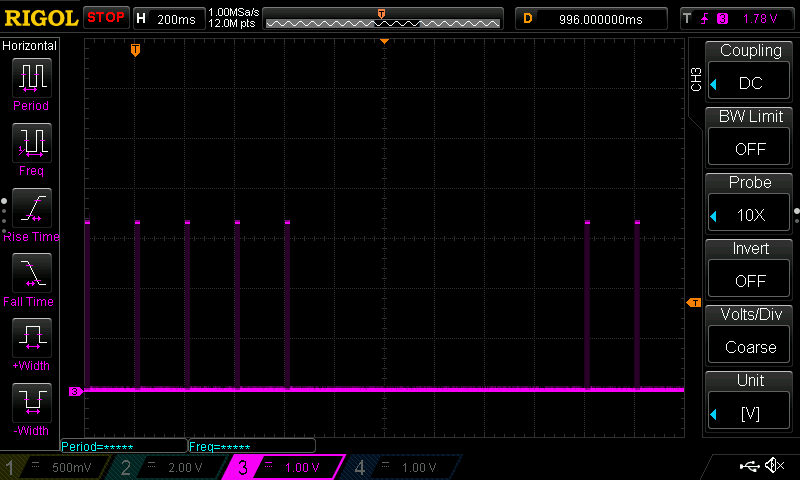 RIGOL STOP H 200ms 1.00MSa/s 12.0M pts D 996.000000ms T 3 1.78 V
T
Horizontal
Period
Freq
Rise Time
Fall Time
+Width
-Width
T
T
3
Period=***** Freq=*****
CH3
Coupling
DC
BW Limit
OFF
Probe
10X
Invert
OFF
Volts/Div
Coarse
Unit
[V]
1 500mV 2 2.00 V 3 1.00 V 4 1.00 V